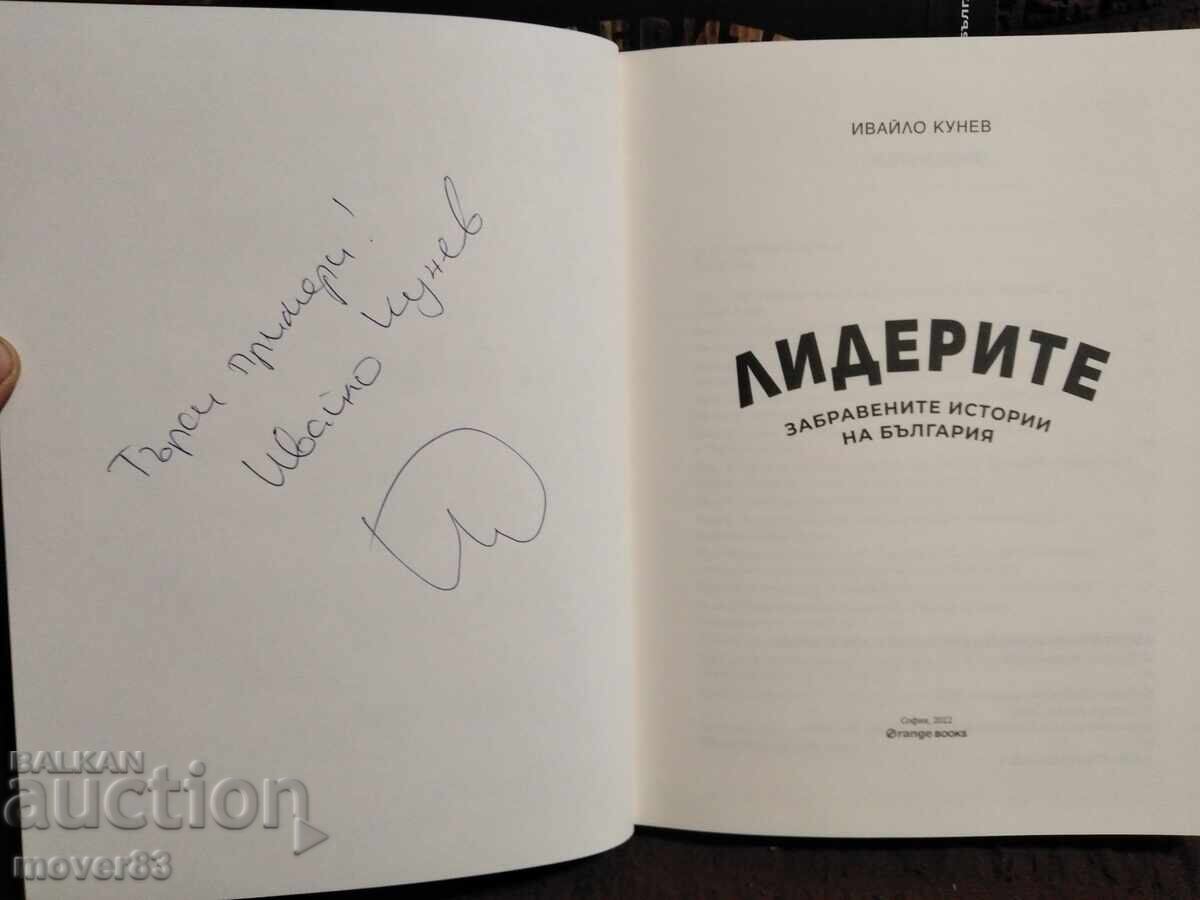 Търси примери!
Ивайло Кунев
ИВАЙЛО КУНЕВ
ЛИДЕРИТЕ
ЗАБРАВЕНИТЕ ИСТОРИИ
НА БЪЛГАРИЯ
София, 2022
Orange BOOKS
BALKAN
auction
mover83